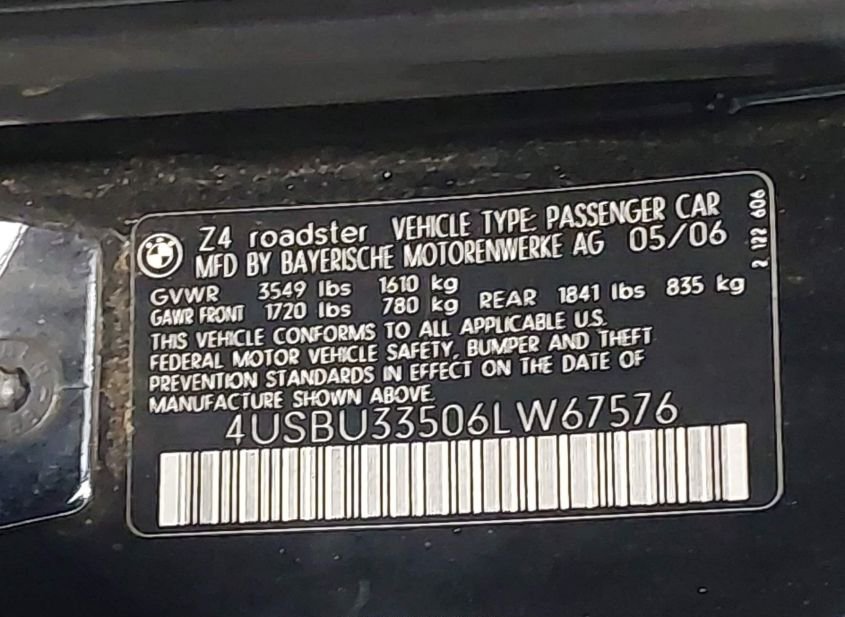 Z4 roadster VEHICLE TYPE: PASSENGER CAR
MFD BY BAYERISCHE MOTORENWERKE AG 05/06
GVWR 3549 lbs 1610 kg
GAWR FRONT 1720 lbs 780 kg REAR 1841 lbs 835 kg
THIS VEHICLE CONFORMS TO ALL APPLICABLE U.S.
FEDERAL MOTOR VEHICLE SAFETY, BUMPER AND THEFT
PREVENTION STANDARDS IN EFFECT ON THE DATE OF
MANUFACTURE SHOWN ABOVE.
4USBU33506LW67576
2 122 606